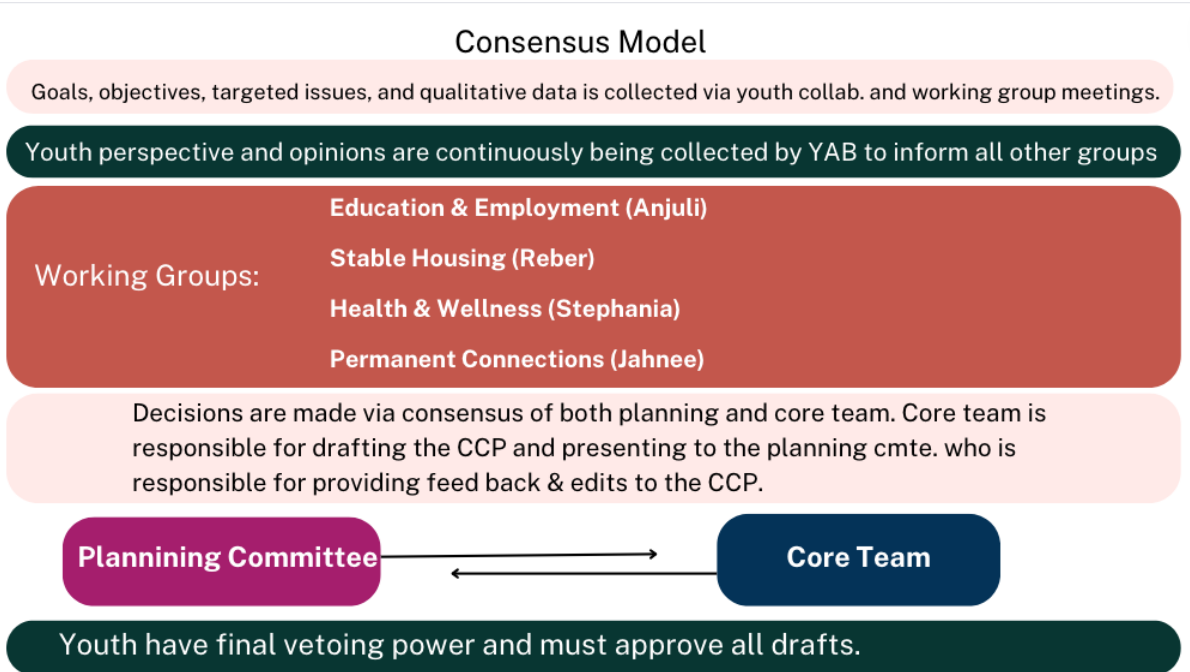 Consensus Model
Goals, objectives, targeted issues, and qualitative data is collected via youth collab. and working group meetings.
Youth perspective and opinions are continuously being collected by YAB to inform all other groups
Working Groups:
Education & Employment (Anjuli)
Stable Housing (Reber)
Health & Wellness (Stephania)
Permanent Connections (Jahnee)
Decisions are made via consensus of both planning and core team. Core team is
responsible for drafting the CCP and presenting to the planning cmte. who is
responsible for providing feed back & edits to the CCP.
Plannining Committee
Core Team
Youth have final vetoing power and must approve all drafts.